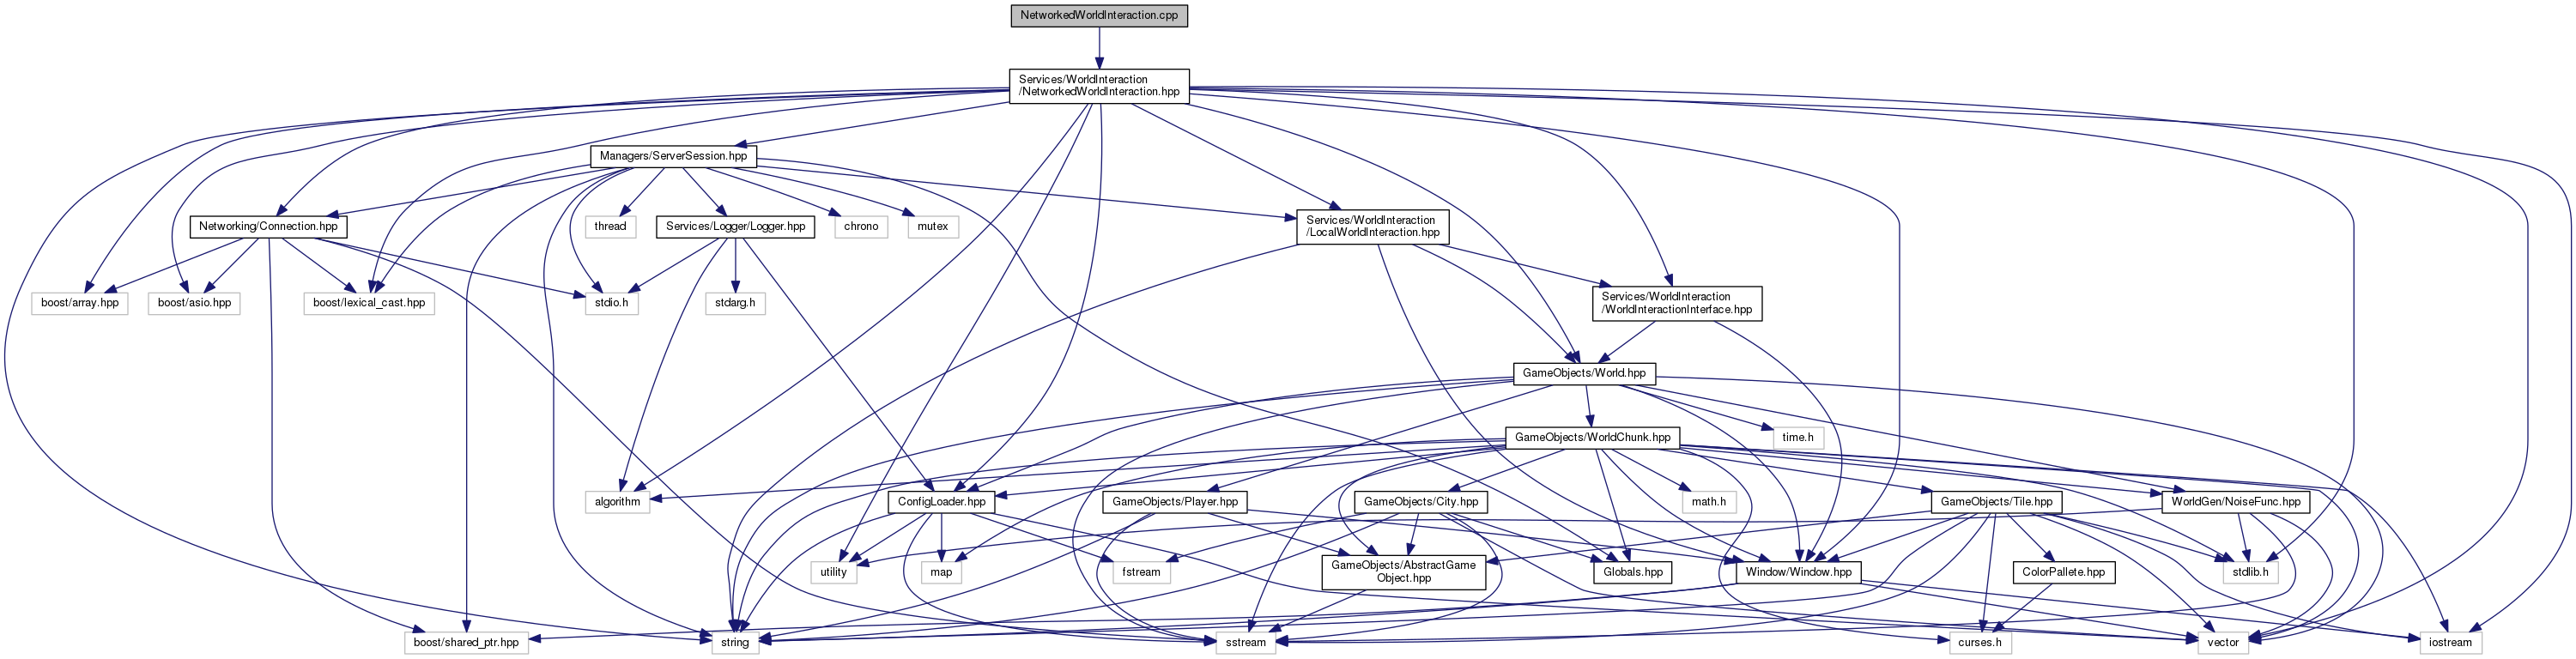 NetworkedWorldInteraction.cpp
Services/WorldInteraction
/NetworkedWorldInteraction.hpp
Managers/ServerSession.hpp
Networking/Connection.hpp
thread
Services/Logger/Logger.hpp
chrono
mutex
Services/WorldInteraction
/LocalWorldInteraction.hpp
boost/array.hpp
boost/asio.hpp
boost/lexical_cast.hpp
stdio.h
stdarg.h
Services/WorldInteraction
/WorldInteractionInterface.hpp
GameObjects/World.hpp
GameObjects/WorldChunk.hpp
time.h
algorithm
ConfigLoader.hpp
GameObjects/Player.hpp
GameObjects/City.hpp
math.h
GameObjects/Tile.hpp
WorldGen/NoiseFunc.hpp
utility
map
fstream
GameObjects/AbstractGame
Object.hpp
Globals.hpp
Window/Window.hpp
ColorPallete.hpp
stdlib.h
boost/shared_ptr.hpp
string
sstream
curses.h
vector
iostream